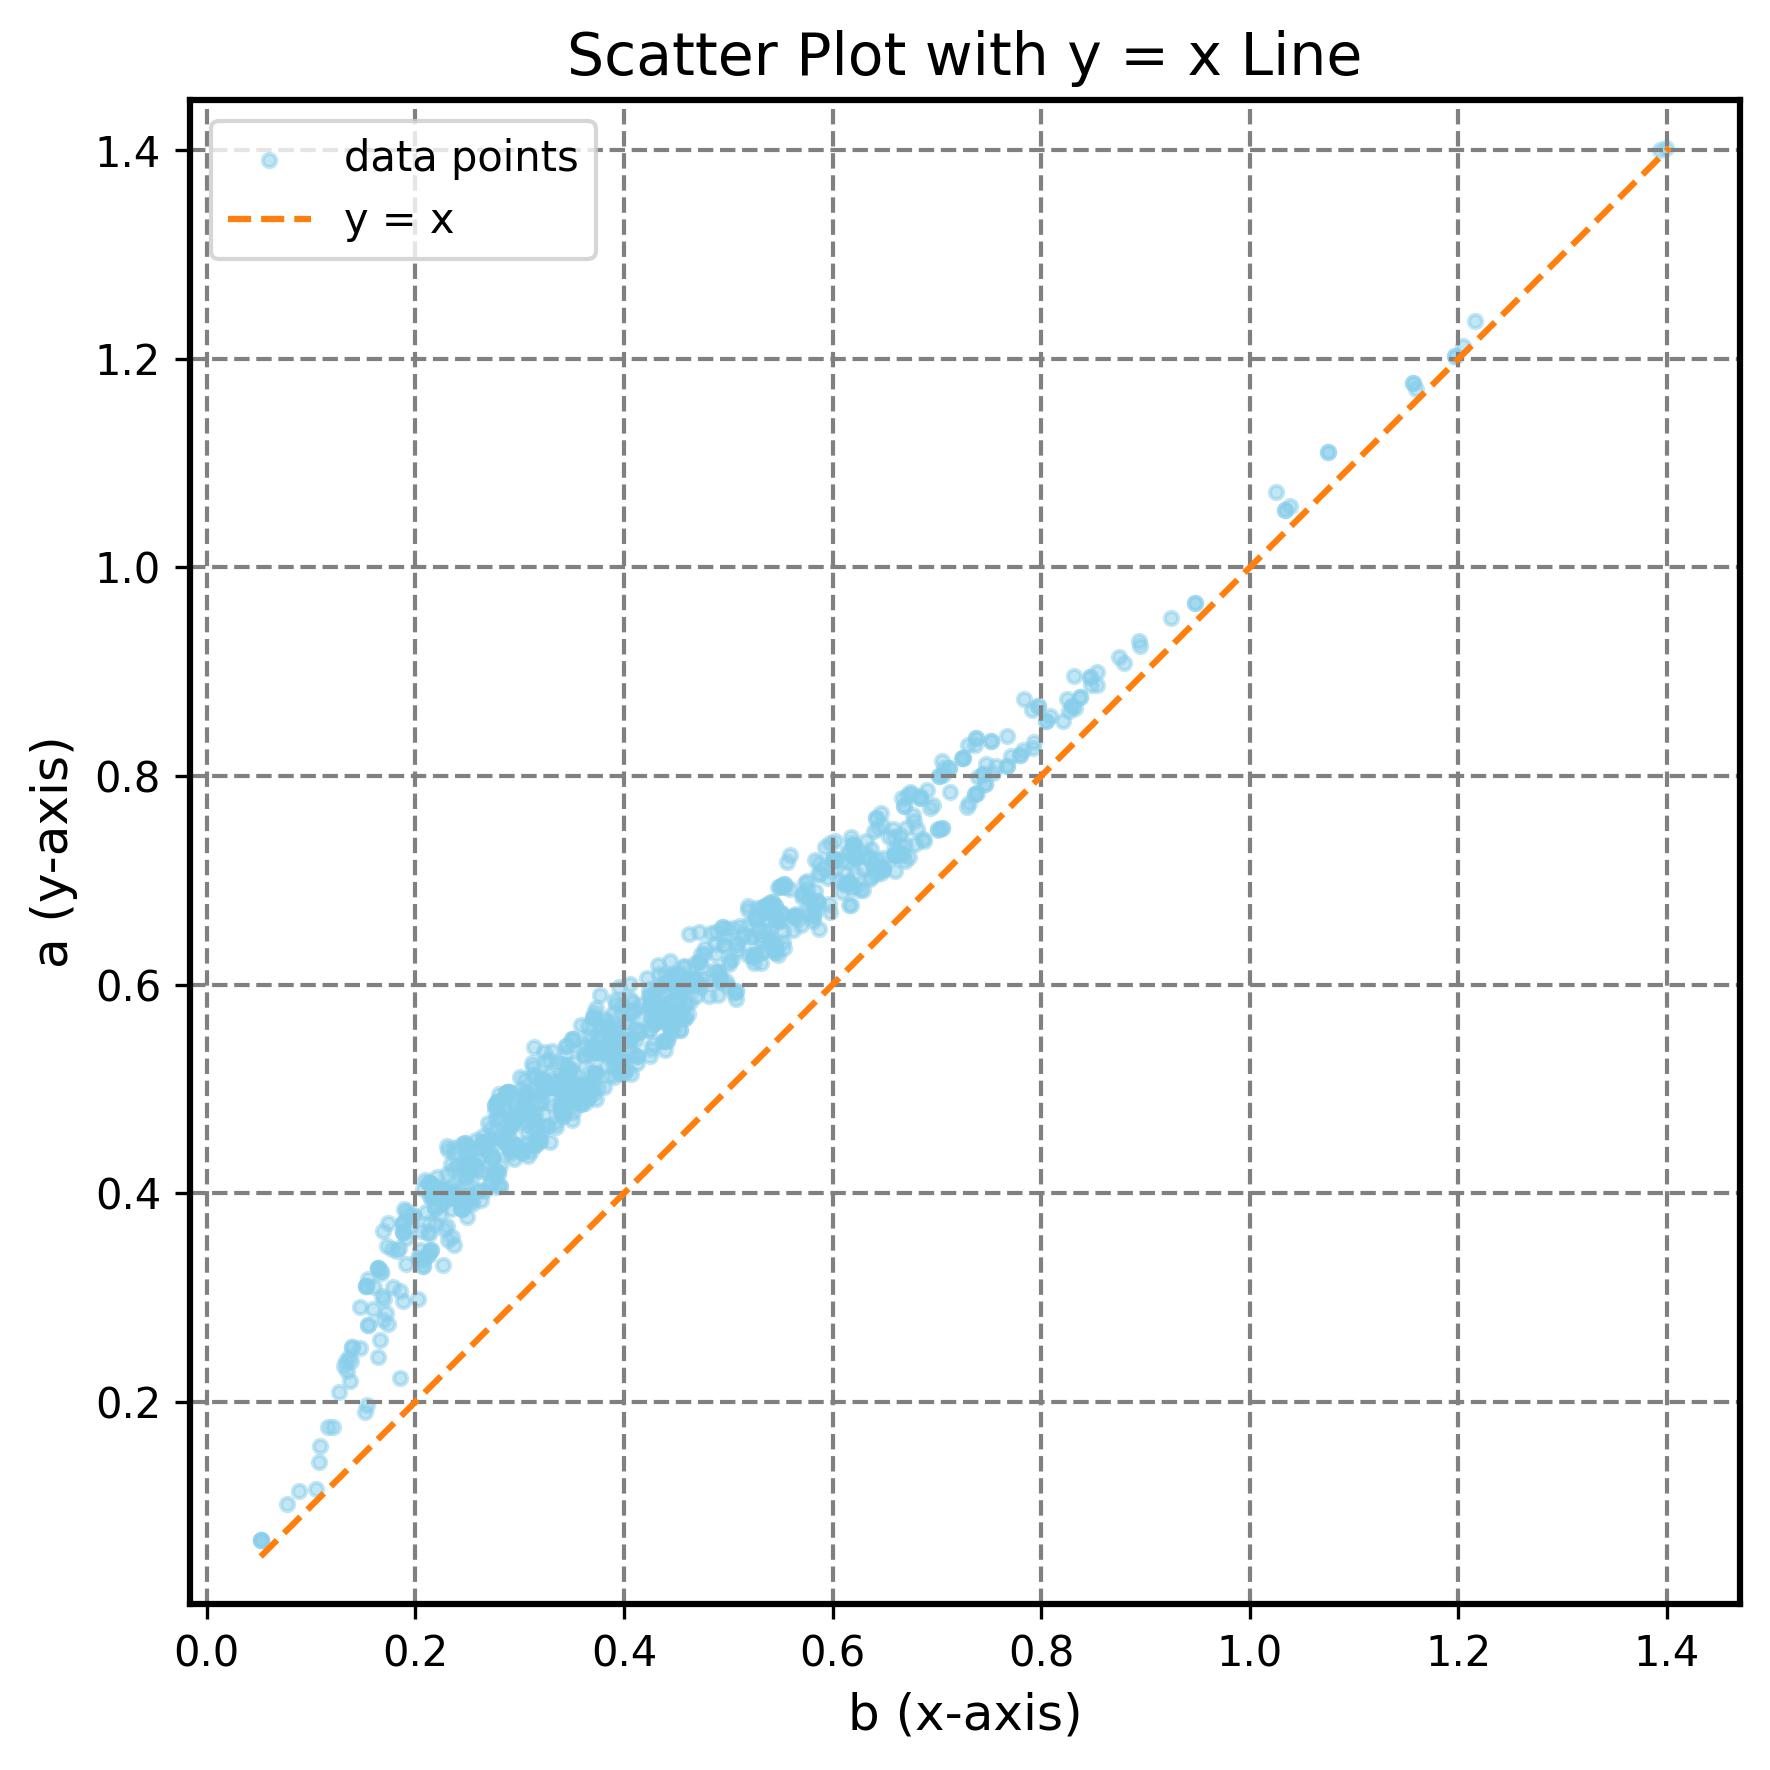 Scatter Plot with y = x Line
data points
y = x
1.4
1.2
1.0
0.8
0.6
0.4
0.2
a (y-axis)
0.0 0.2 0.4 0.6 0.8 1.0 1.2 1.4
b (x-axis)